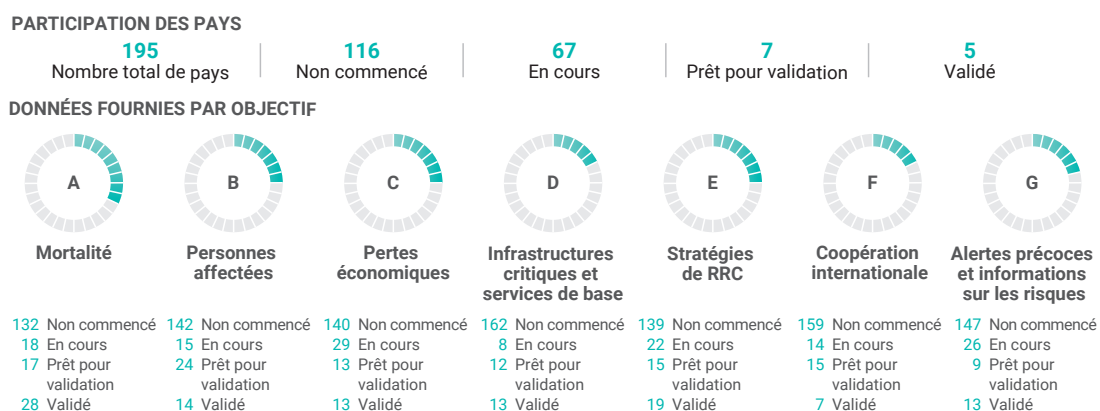 PARTICIPATION DES PAYS
195
Nombre total de pays
116
Non commencé
67
En cours
7
Prêt pour validation
5
Validé
DONNÉES FOURNIES PAR OBJECTIF
A
Mortalité
132 Non commencé
18 En cours
17 Prêt pour
validation
28 Validé
B
Personnes
affectées
142 Non commencé
15 En cours
24 Prêt pour
validation
14 Validé
C
Pertes
économiques
140 Non commencé
29 En cours
13 Prêt pour
validation
13 Validé
D
Infrastructures
critiques et
services de base
162 Non commencé
8 En cours
12 Prêt pour
validation
13 Validé
E
Stratégies
de RRC
139 Non commencé
22 En cours
15 Prêt pour
validation
19 Validé
F
Coopération
internationale
159 Non commencé
14 En cours
15 Prêt pour
validation
7 Validé
G
Alertes précoces
et informations
sur les risques
147 Non commencé
26 En cours
9 Prêt pour
validation
13 Validé